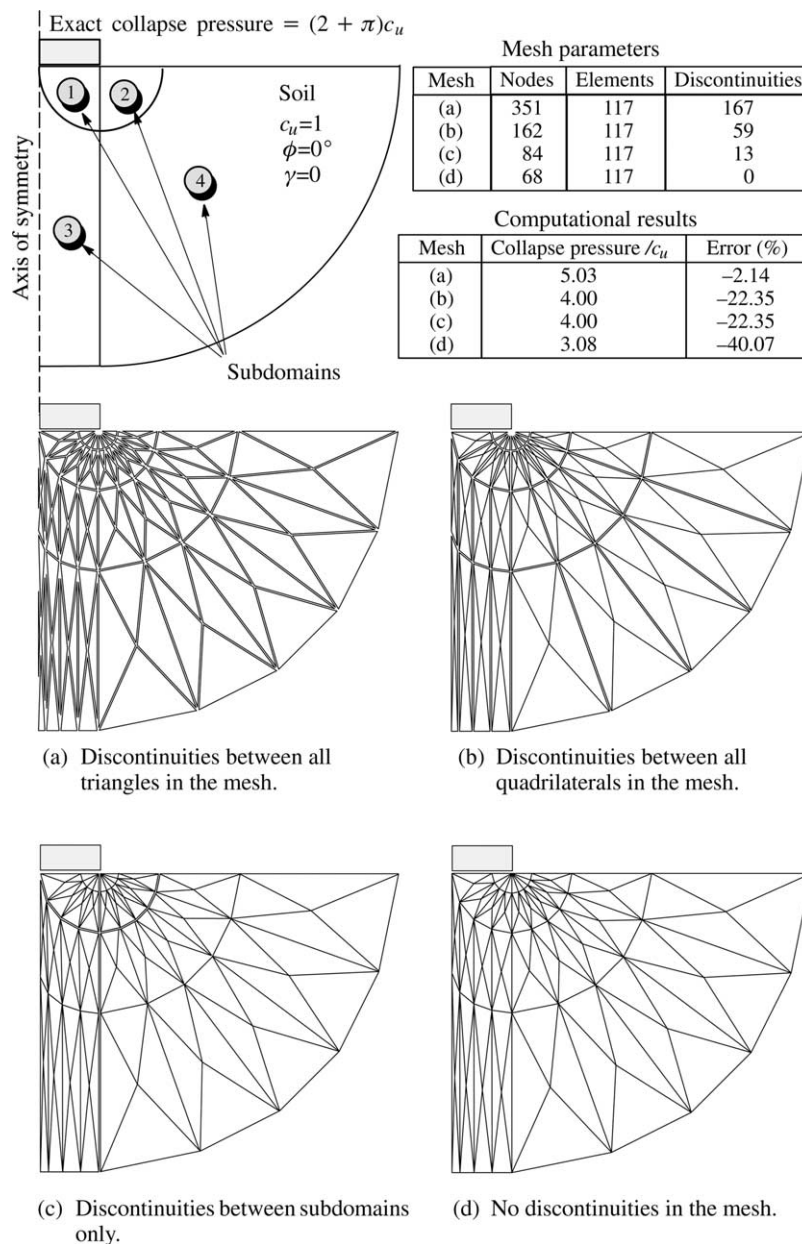 Exact collapse pressure = (2 + π)c_u
1
2
3
4
Soil
c_u=1
ϕ=0°
γ=0
Axis of symmetry
Subdomains
Mesh parameters
Mesh Nodes Elements Discontinuities
(a) 351 117 167
(b) 162 117 59
(c) 84 117 13
(d) 68 117 0
Computational results
Mesh Collapse pressure /c_u Error (%)
(a) 5.03 –2.14
(b) 4.00 –22.35
(c) 4.00 –22.35
(d) 3.08 –40.07
(a) Discontinuities between all
triangles in the mesh.
(b) Discontinuities between all
quadrilaterals in the mesh.
(c) Discontinuities between subdomains
only.
(d) No discontinuities in the mesh.